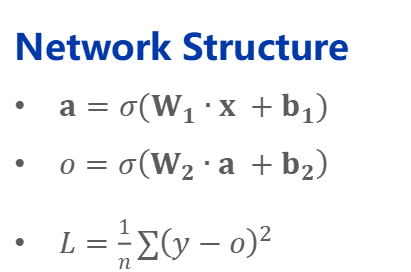 Network Structure
• 𝐚 = 𝜎(𝐖₁ · 𝐱 + 𝐛₁)
• 𝑜 = 𝜎(𝐖₂ · 𝐚 + 𝐛₂)
• 𝐿 = 1/𝑛 ∑(𝑦 − 𝑜)²